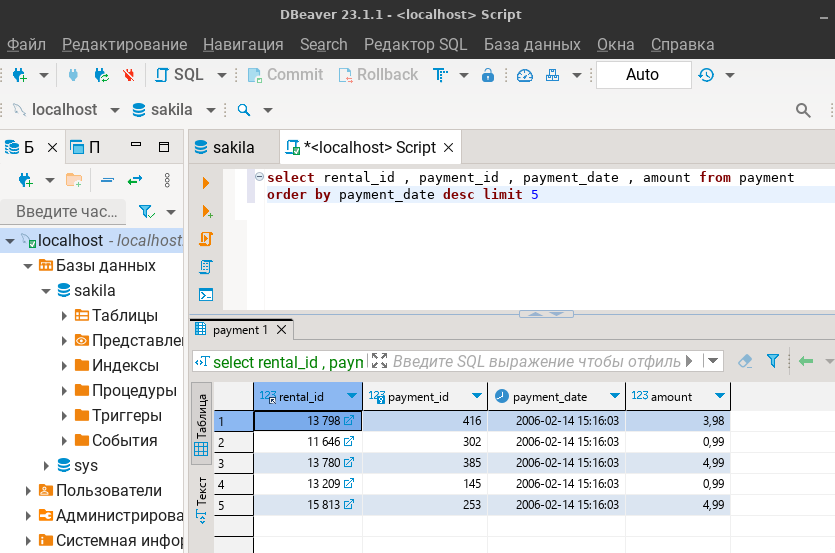 DBeaver 23.1.1 - <localhost> Script
Файл Редактирование Навигация Search Редактор SQL База данных Окна Справка
SQL Commit Rollback Auto
localhost sakila
Б П sakila *<localhost> Script
select rental_id , payment_id , payment_date , amount from payment
order by payment_date desc limit 5
Введите час...
localhost - localhost:
Базы данных
sakila
Таблицы
Представле
Индексы
Процедуры
Триггеры
События
sys
Пользователи
Администрирова
Системная инфор
payment 1
select rental_id , payn Введите SQL выражение чтобы отфиль
Таблица
Текст
123 rental_id 123 payment_id payment_date 123 amount
1 13 798 416 2006-02-14 15:16:03 3,98
2 11 646 302 2006-02-14 15:16:03 0,99
3 13 780 385 2006-02-14 15:16:03 4,99
4 13 209 145 2006-02-14 15:16:03 0,99
5 15 813 253 2006-02-14 15:16:03 4,99